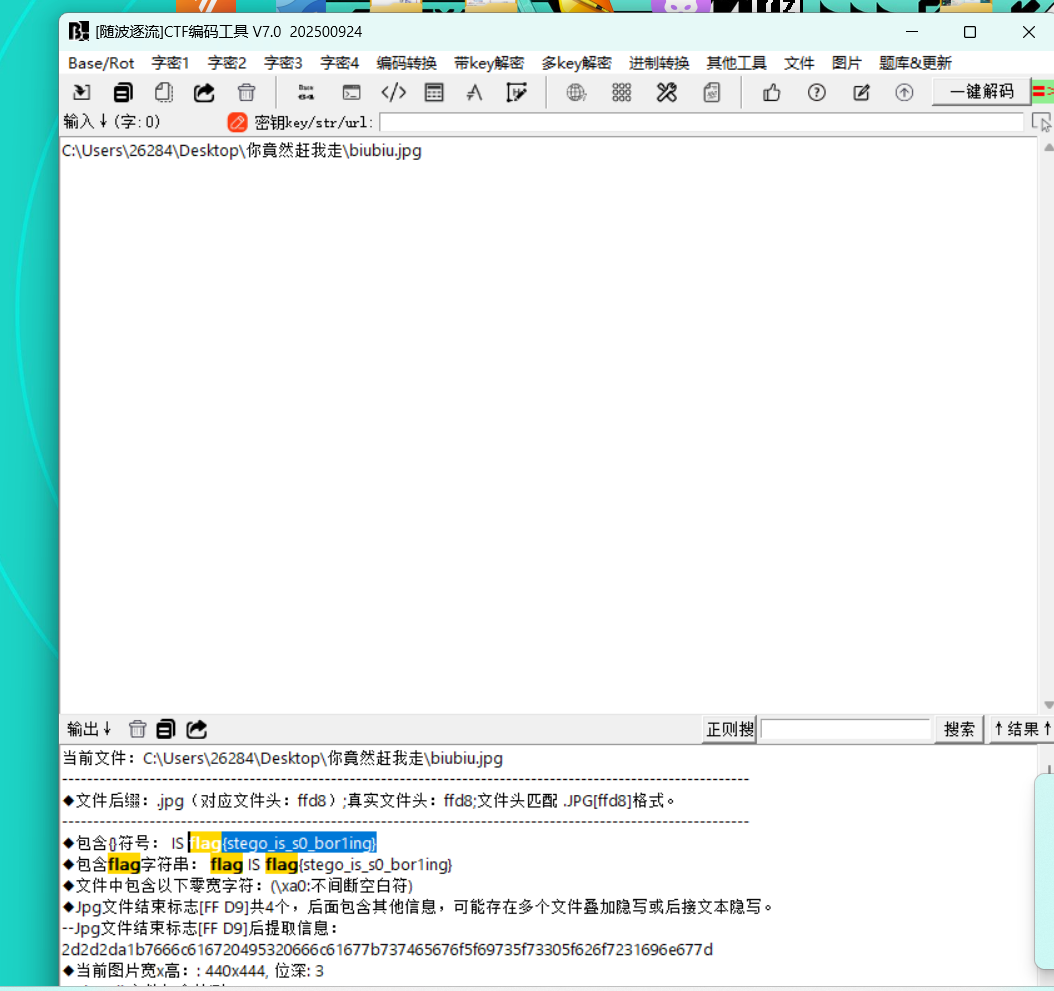 [随波逐流]CTF编码工具 V7.0 202500924
Base/Rot 字密1 字密2 字密3 字密4 编码转换 带key解密 多key解密 进制转换 其他工具 文件 图片 题库&更新
一键解码
输入↓(字:0) 密钥key/str/url:
C:\Users\26284\Desktop\你竟然赶我走\biubiu.jpg
输出↓ 正则搜 搜索 ↑结果↑
当前文件：C:\Users\26284\Desktop\你竟然赶我走\biubiu.jpg
◆文件后缀：.jpg（对应文件头：ffd8）;真实文件头：ffd8;文件头匹配 .JPG[ffd8]格式。
◆包含{}符号： IS flag{stego_is_s0_bor1ing}
◆包含flag字符串： flag IS flag{stego_is_s0_bor1ing}
◆文件中包含以下零宽字符：(\xa0:不间断空白符)
◆Jpg文件结束标志[FF D9]共4个，后面包含其他信息，可能存在多个文件叠加隐写或后接文本隐写。
--Jpg文件结束标志[FF D9]后提取信息：
2d2d2da1b7666c616720495320666c61677b737465676f5f69735f73305f626f7231696e677d
◆当前图片宽x高：: 440x444, 位深: 3